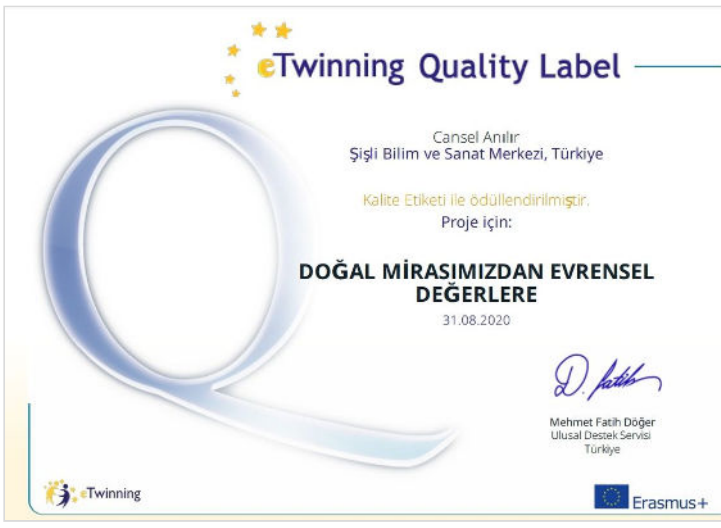 eTwinning Quality Label
Cansel Anılır
Şişli Bilim ve Sanat Merkezi, Türkiye
Kalite Etiketi ile ödüllendirilmiştir.
Proje için:
DOĞAL MİRASIMIZDAN EVRENSEL
DEĞERLERE
31.08.2020
D. Fatih
Mehmet Fatih Döğer
Ulusal Destek Servisi
Türkiye
eTwinning
Erasmus+